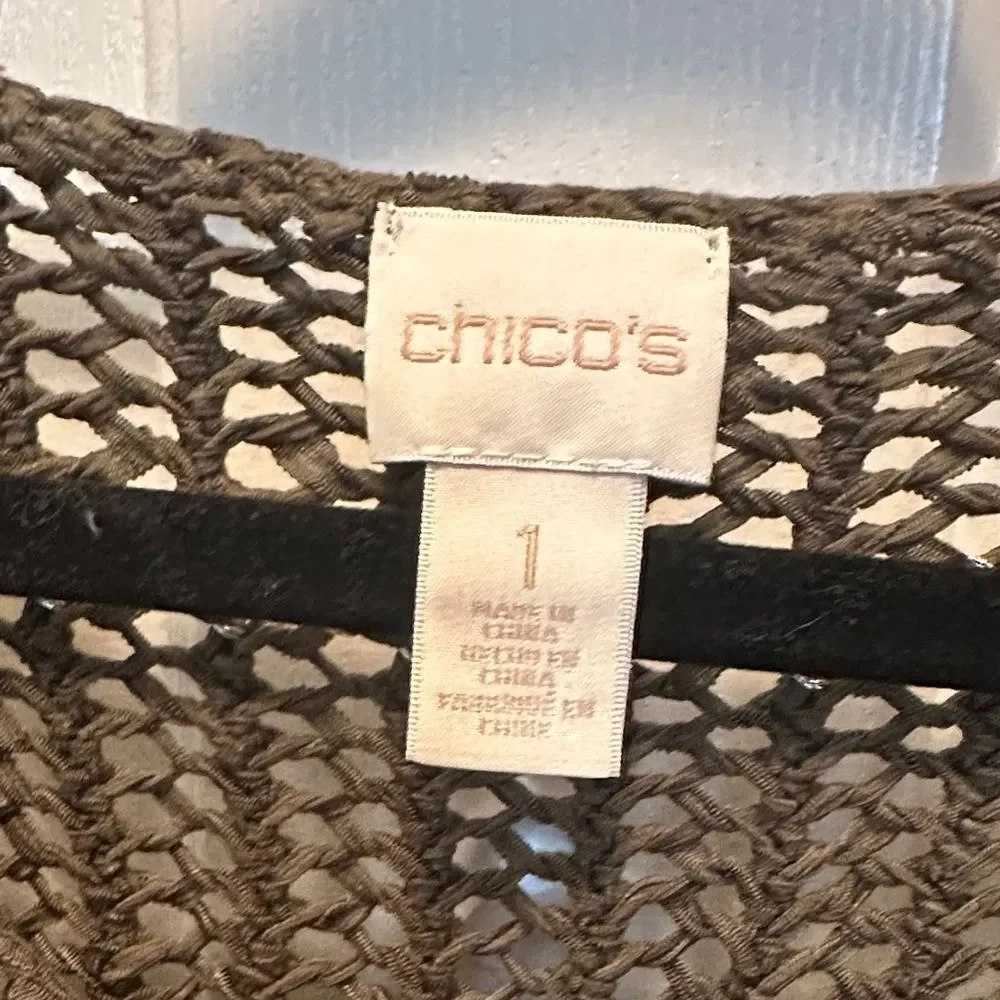 chico's
1
MADE IN
CHINA
HECHO EN
CHINA
FABRIQUÉ EN
CHINE